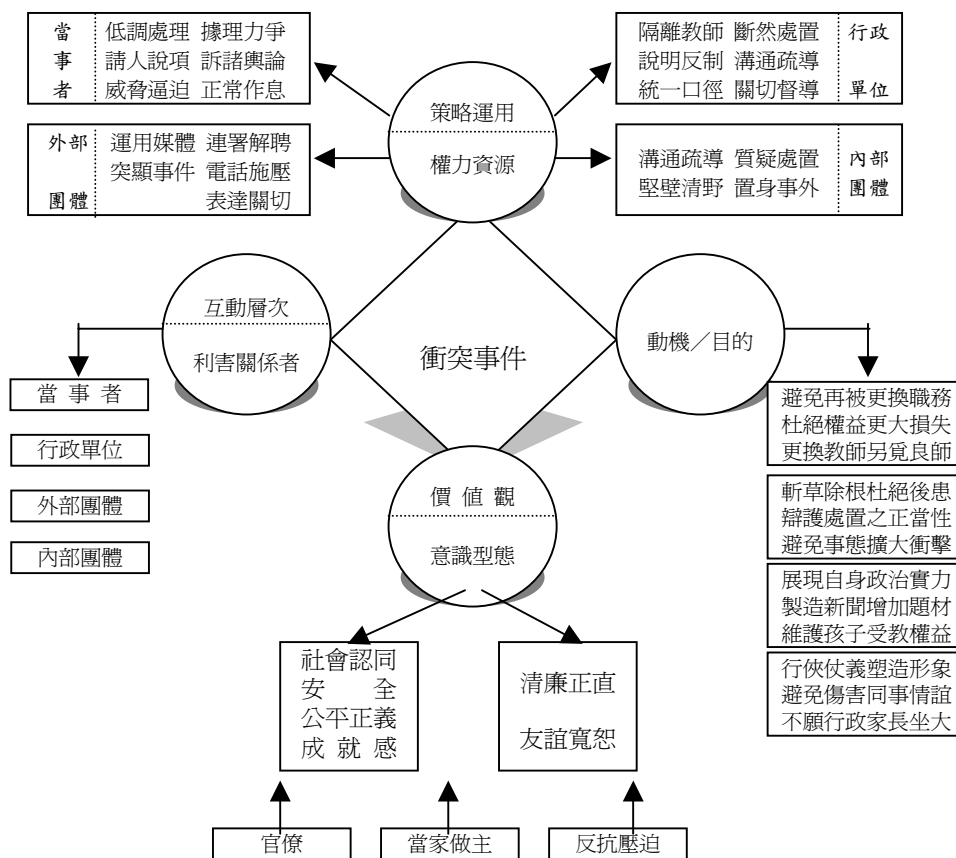 當 低調處理 據理力爭
事 請人說項 訴諸輿論
者 威脅逼迫 正常作息
隔離教師 斷然處置 行政
說明反制 溝通疏導
統一口徑 關切督導 單位
策略運用
權力資源
外部 運用媒體 連署解聘
突顯事件 電話施壓
團體 表達關切
溝通疏導 質疑處置 內部
堅壁清野 置身事外 團體
互動層次
利害關係者
衝突事件
動機／目的
當事者
行政單位
外部團體
內部團體
避免再被更換職務
杜絕權益更大損失
更換教師另覓良師
斬草除根杜絕後患
辯護處置之正當性
避免事態擴大衝擊
展現自身政治實力
製造新聞增加題材
維護孩子受教權益
行俠仗義塑造形象
避免傷害同事情誼
不願行政家長坐大
價值觀
意識型態
社會認同
安全
公平正義
成就感
清廉正直
友誼寬恕
官僚
當家做主
反抗壓迫